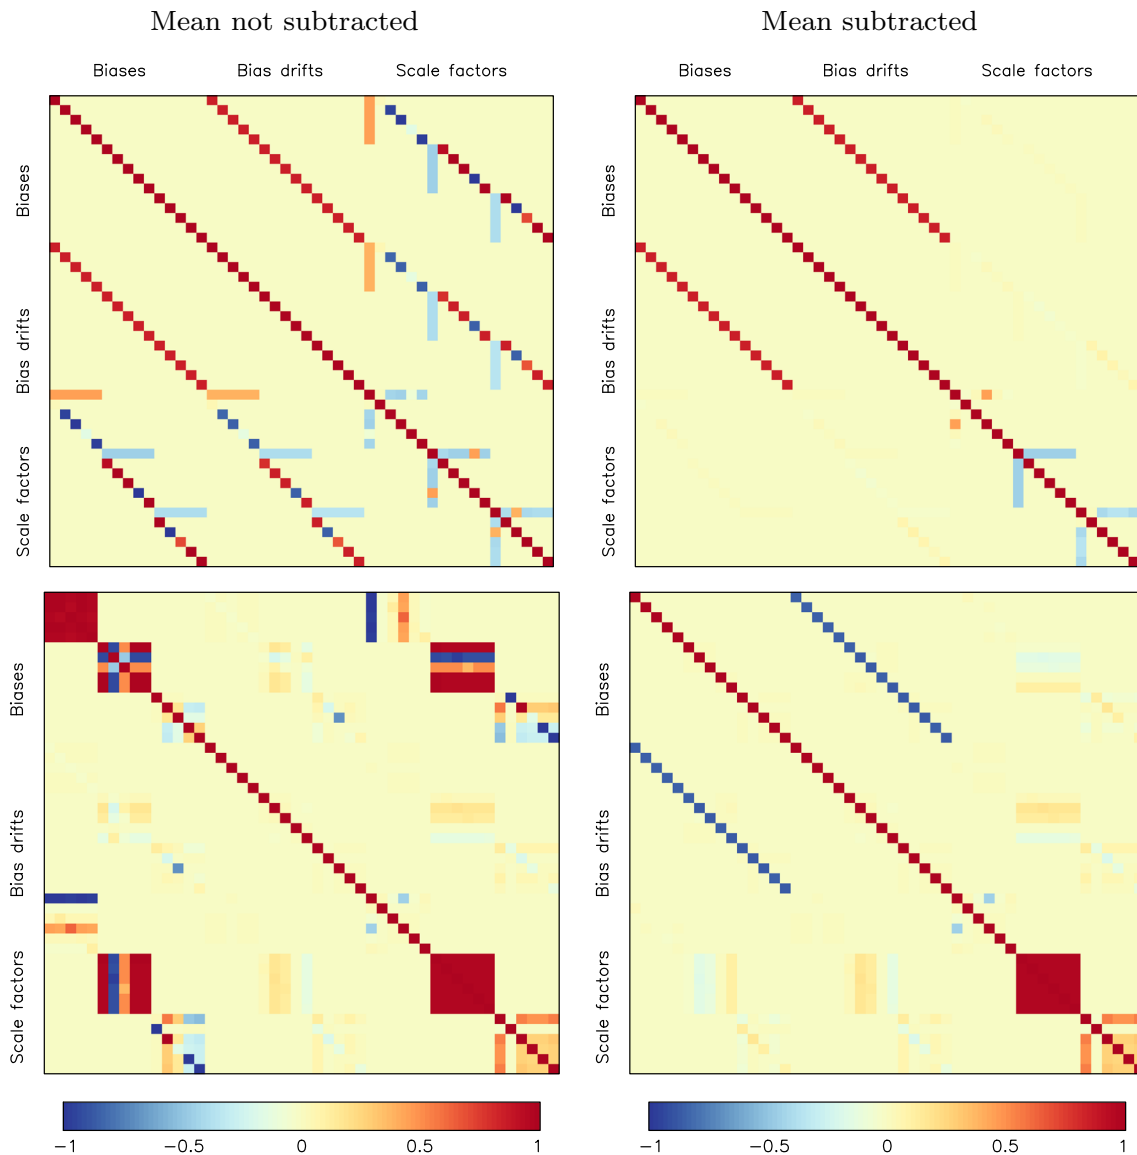 Mean not subtracted
Mean subtracted
Biases Bias drifts Scale factors
Biases Bias drifts Scale factors
Biases
Bias drifts
Scale factors
Biases
Bias drifts
Scale factors
Biases
Bias drifts
Scale factors
Biases
Bias drifts
Scale factors
−1 −0.5 0 0.5 1
−1 −0.5 0 0.5 1